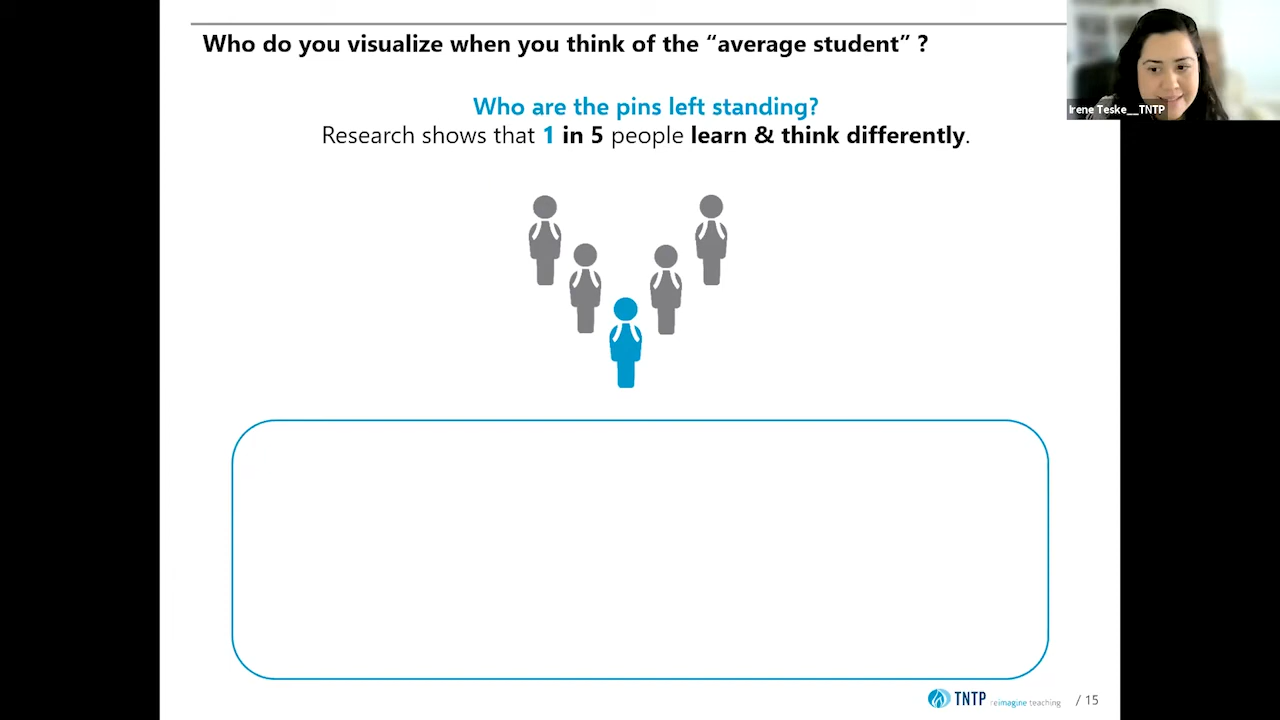 Who do you visualize when you think of the “average student” ?
Irene Teske__TNTP
Who are the pins left standing?
Research shows that 1 in 5 people learn & think differently.
TNTP reimagine teaching
/ 15